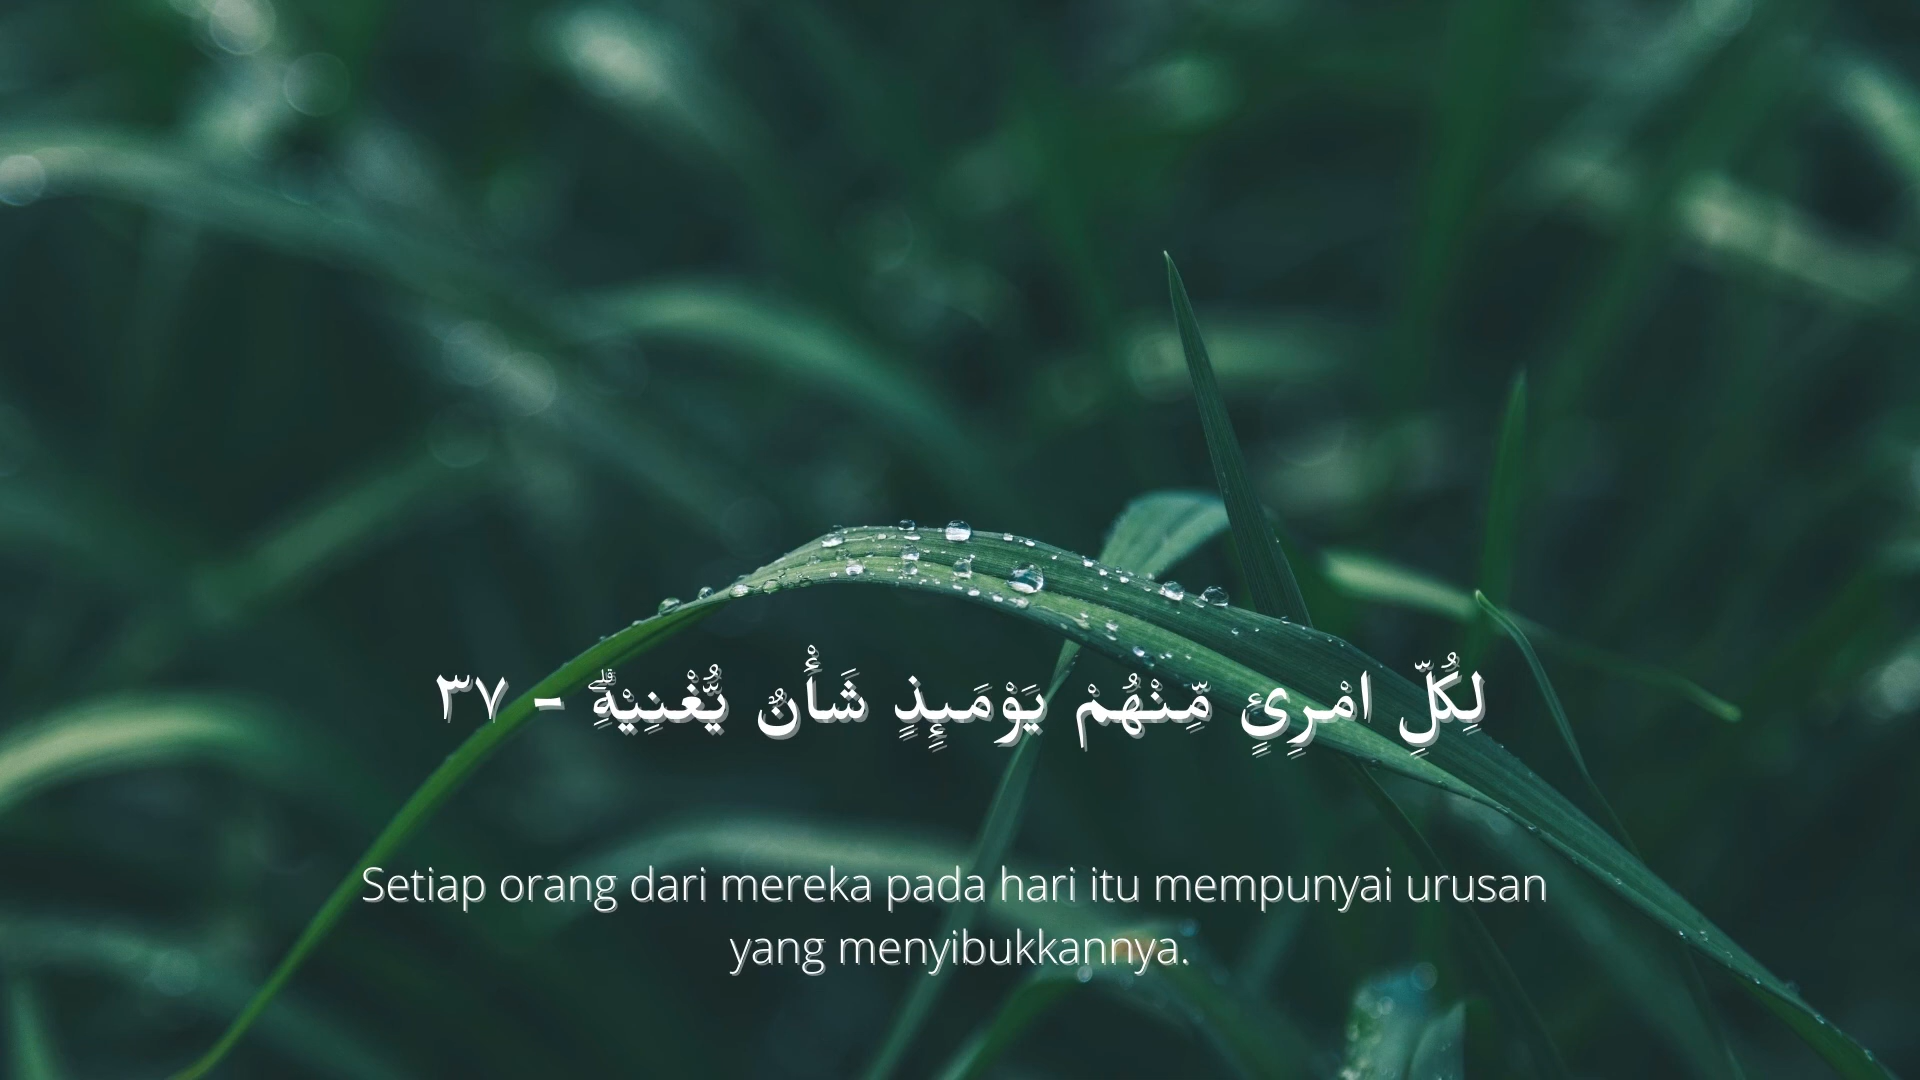 لِكُلِّ امْرِئٍ مِّنْهُمْ يَوْمَىِٕذٍ شَأْنٌ يُّغْنِيْهِۗ - ٣٧
Setiap orang dari mereka pada hari itu mempunyai urusan
yang menyibukkannya.